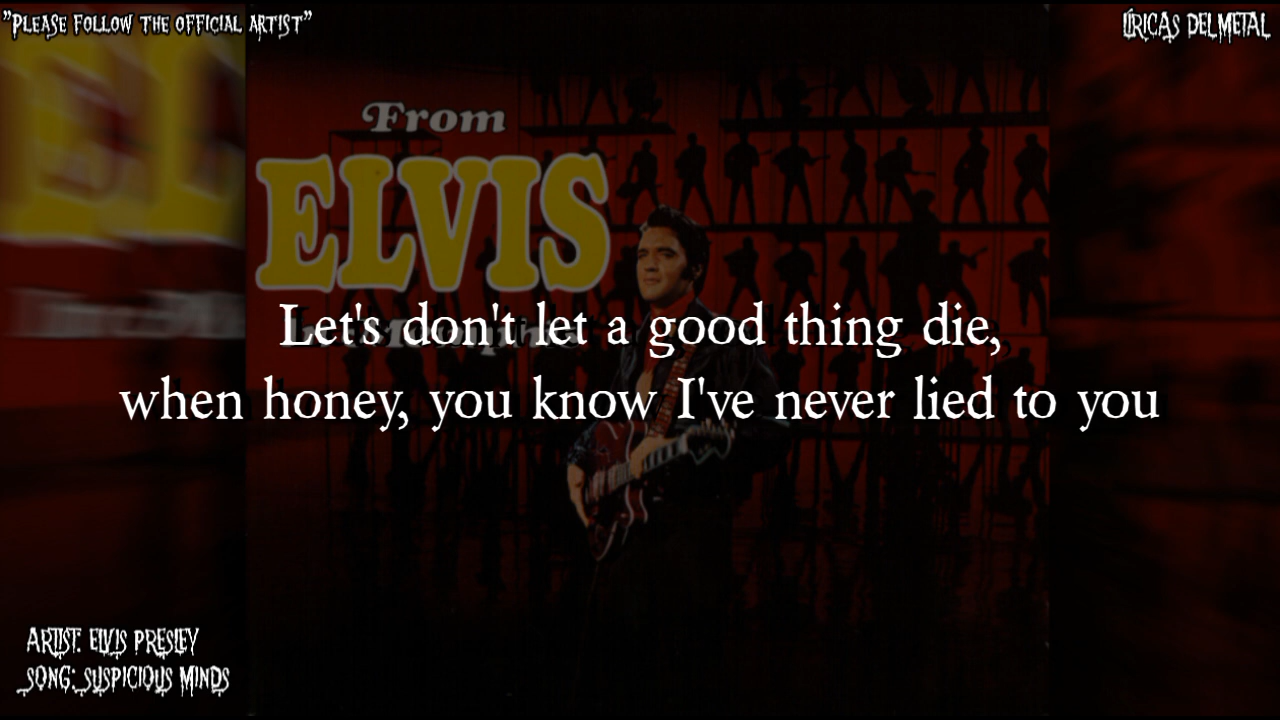 "PLEASE FOLLOW THE OFFICIAL ARTIST"
LÍRICAS DEL METAL
From
ELVIS
Let's don't let a good thing die,
when honey, you know I've never lied to you
ARTIST: ELVIS PRESLEY
SONG: SUSPICIOUS MINDS